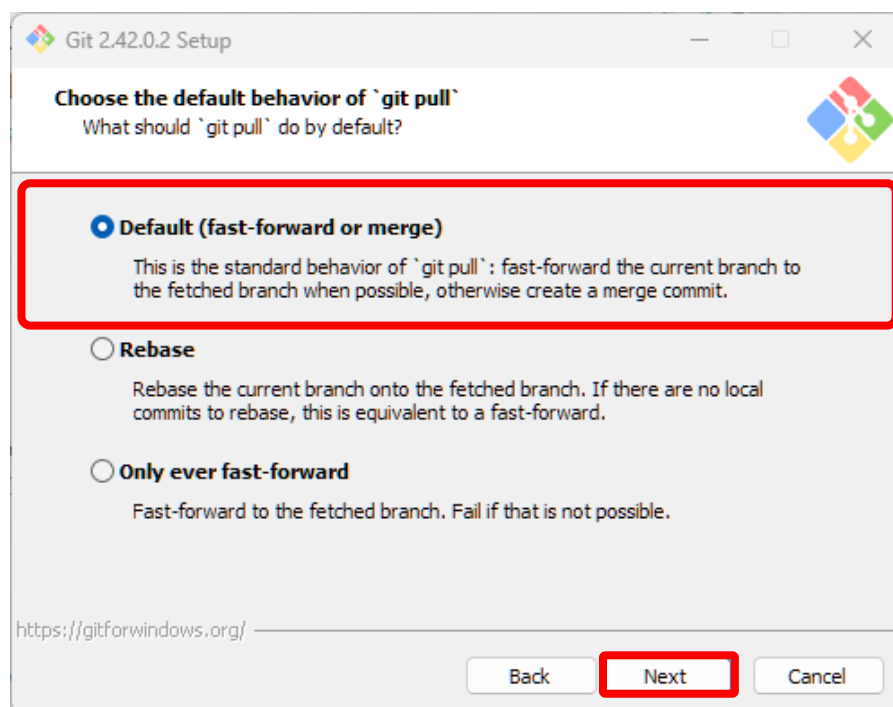 Git 2.42.0.2 Setup
Choose the default behavior of `git pull`
What should `git pull` do by default?
Default (fast-forward or merge)
This is the standard behavior of `git pull`: fast-forward the current branch to
the fetched branch when possible, otherwise create a merge commit.
Rebase
Rebase the current branch onto the fetched branch. If there are no local
commits to rebase, this is equivalent to a fast-forward.
Only ever fast-forward
Fast-forward to the fetched branch. Fail if that is not possible.
https://gitforwindows.org/
Back Next Cancel